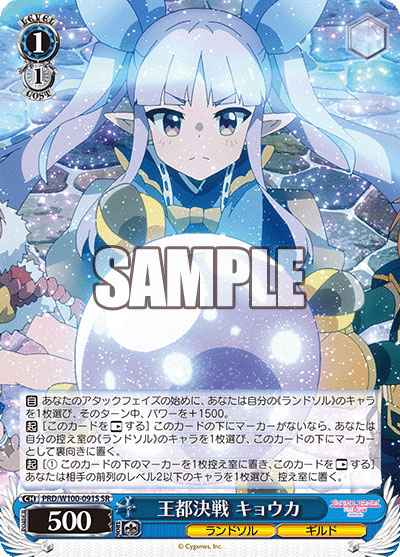 LEVEL
1
1
COST
SAMPLE
自 あなたのアタックフェイズの始めに、あなたは自分の《ランドソル》のキャラ
を1枚選び、そのターン中、パワーを+1500。
起 [このカードを する] このカードの下にマーカーがないなら、あなたは
自分の控え室の《ランドソル》のキャラを1枚選び、このカードの下にマーカー
として裏向きに置く。
起 [① このカードの下のマーカーを1枚控え室に置き、このカードを する]
あなたは相手の前列のレベル2以下のキャラを1枚選び、控え室に置く。
CH PRD/W100-091S SR
POWER
500
王都決戦 キョウカ
ランドソル
ギルド
© Cygames, Inc.